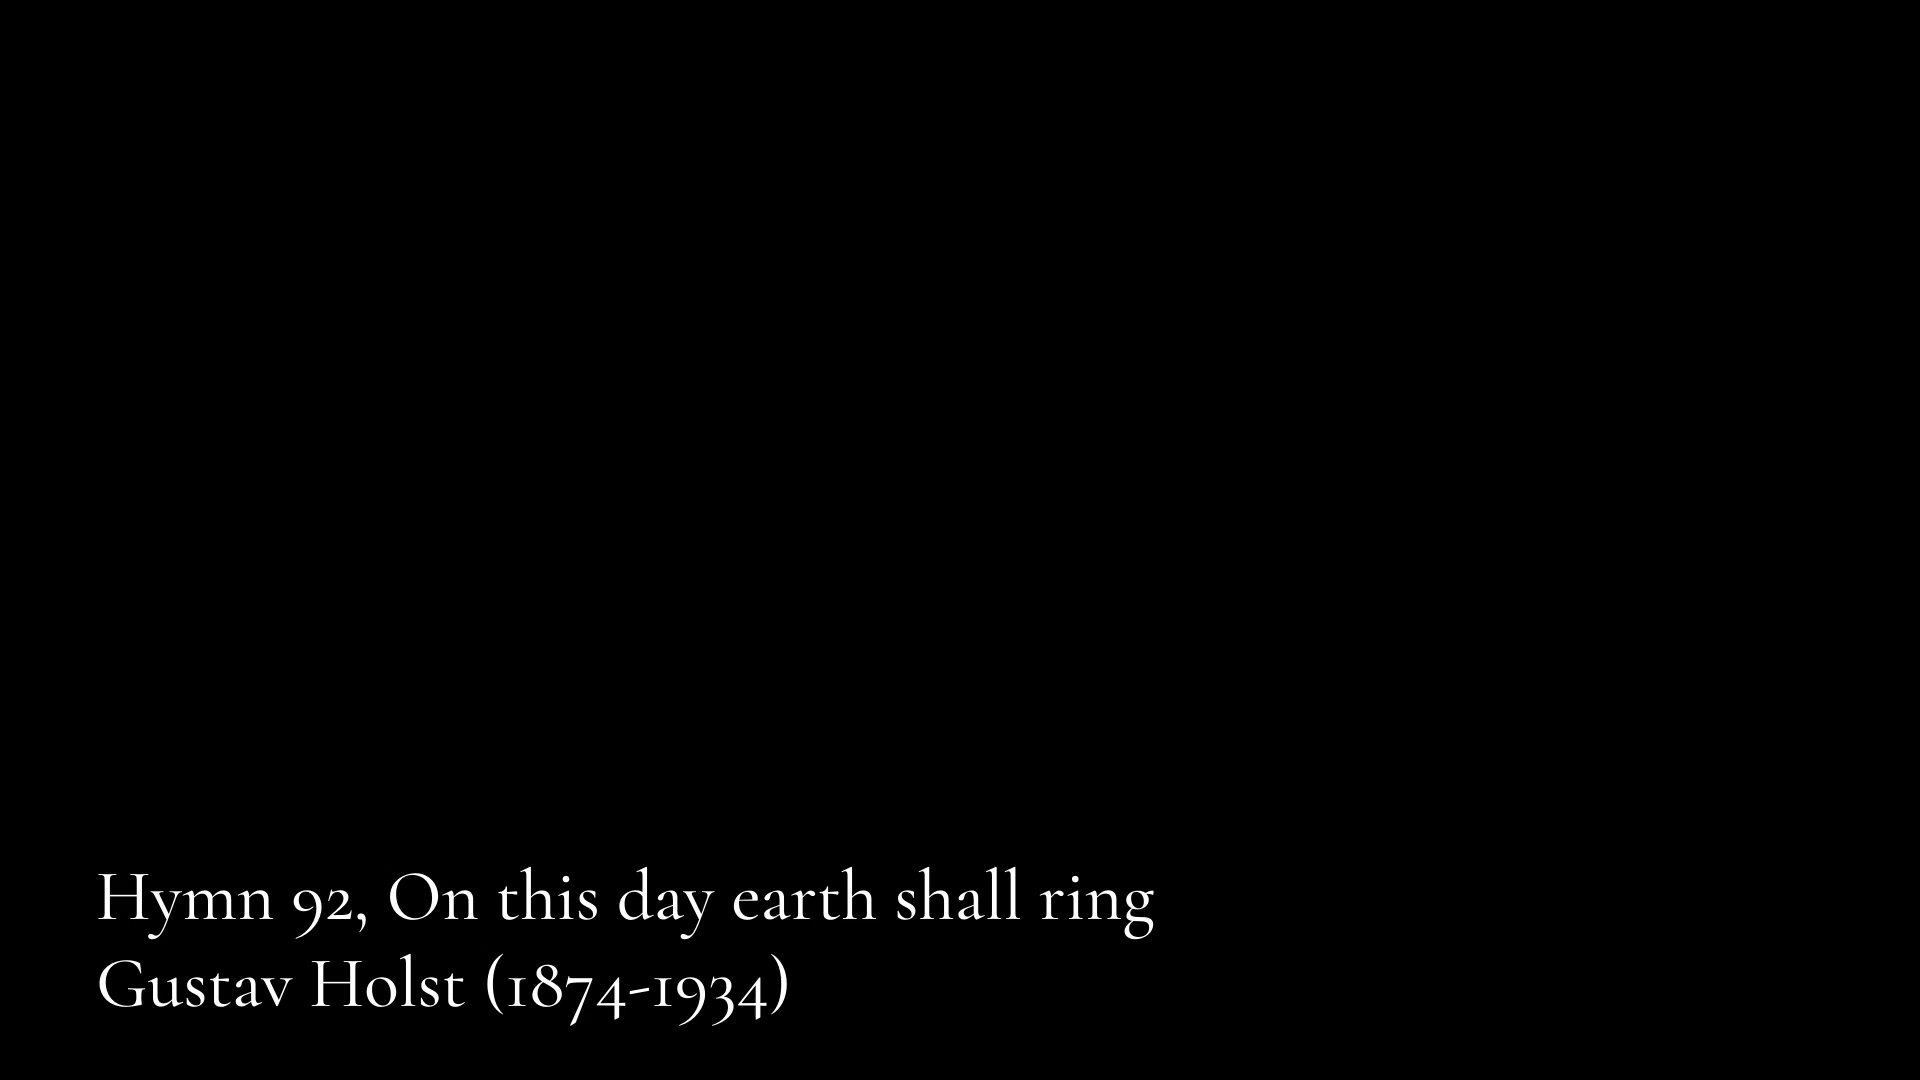 Hymn 92, On this day earth shall ring
Gustav Holst (1874-1934)